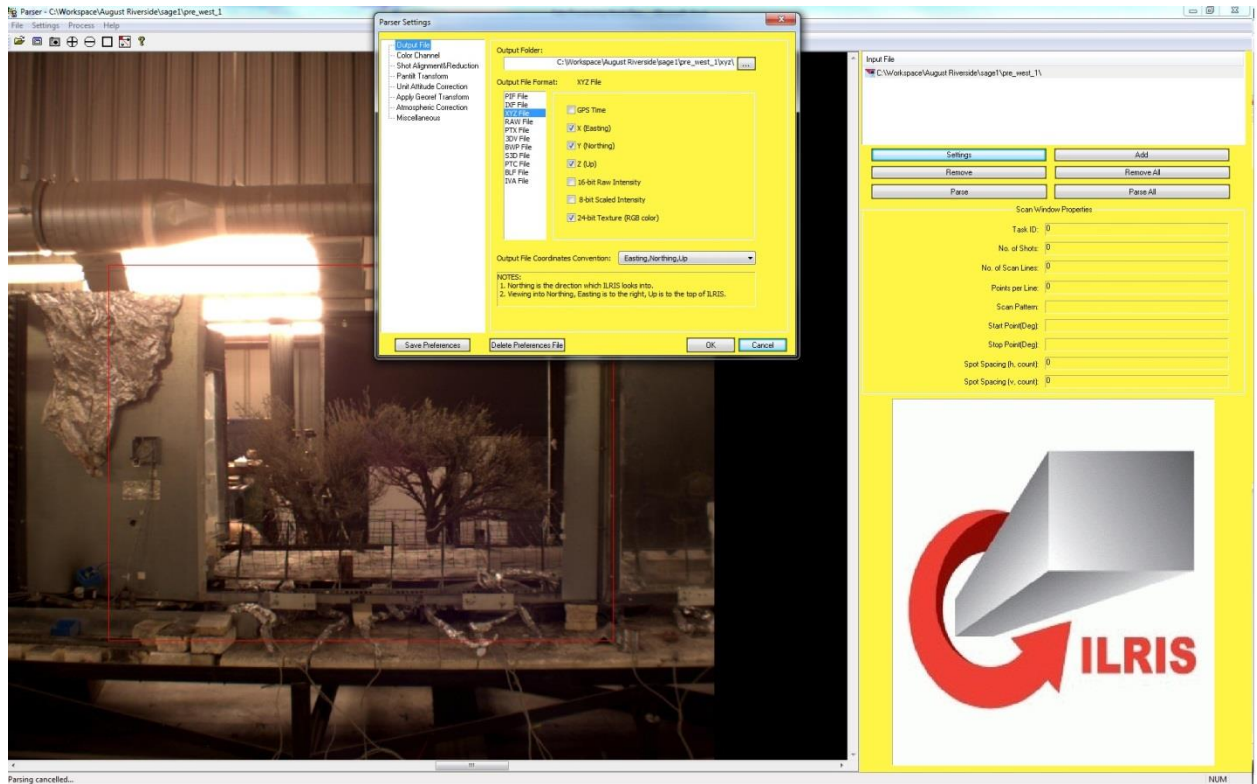 Parser - C:\Workspace\August Riverside\sage1\pre_west_1
File Settings Process Help
Parser Settings
Output File
Color Channel
Shot Alignment&Reduction
Pantilt Transform
Unit Attitude Correction
Apply Georef Transform
Atmospheric Correction
Miscellaneous
Output Folder:
C:\Workspace\August Riverside\sage1\pre_west_1\xyz\ ...
Output File Format: XYZ File
PIF File
IXF File
XYZ File
RAW File
PTX File
3DV File
BWP File
S3D File
PTC File
BLF File
IVA File
GPS Time
X (Easting)
Y (Northing)
Z (Up)
16-bit Raw Intensity
8-bit Scaled Intensity
24-bit Texture (RGB color)
Output File Coordinates Convention: Easting,Northing,Up
NOTES:
1. Northing is the direction which ILRIS looks into.
2. Viewing into Northing, Easting is to the right, Up is to the top of ILRIS.
Save Preferences Delete Preferences File OK Cancel
Input File
C:\Workspace\August Riverside\sage1\pre_west_1\
Settings Add
Remove Remove All
Parse Parse All
Scan Window Properties
Task ID: 0
No. of Shots: 0
No. of Scan Lines: 0
Points per Line: 0
Scan Pattern:
Start Point(Deg):
Stop Point(Deg):
Spot Spacing (h, count): 0
Spot Spacing (v, count): 0
ILRIS
Parsing cancelled... NUM